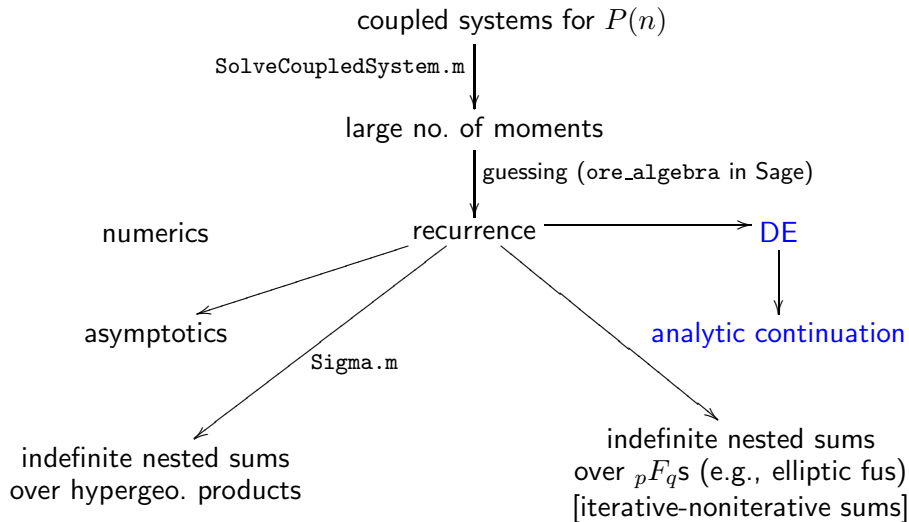 coupled systems for P(n)
SolveCoupledSystem.m
large no. of moments
guessing (ore_algebra in Sage)
numerics
recurrence
DE
asymptotics
analytic continuation
Sigma.m
indefinite nested sums
over hypergeo. products
indefinite nested sums
over pFqs (e.g., elliptic fus)
[iterative-noniterative sums]